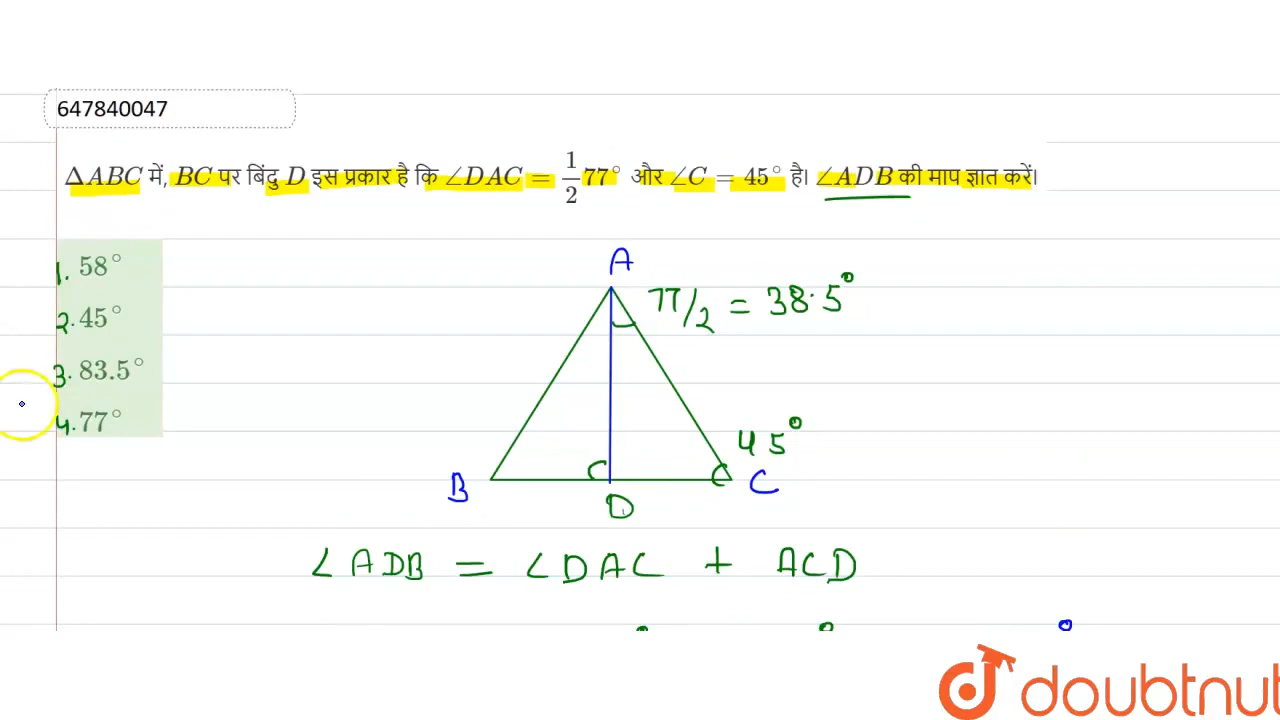 647840047
ΔABC में, BC पर बिंदु D इस प्रकार है कि ∠DAC = 1/2 77° और ∠C = 45° है। ∠ADB की माप ज्ञात करें।
1. 58°
2. 45°
3. 83.5°
4. 77°
A
77/2 = 38.5°
45°
B
C
D
∠ADB = ∠DAC + ACD
doubtnut